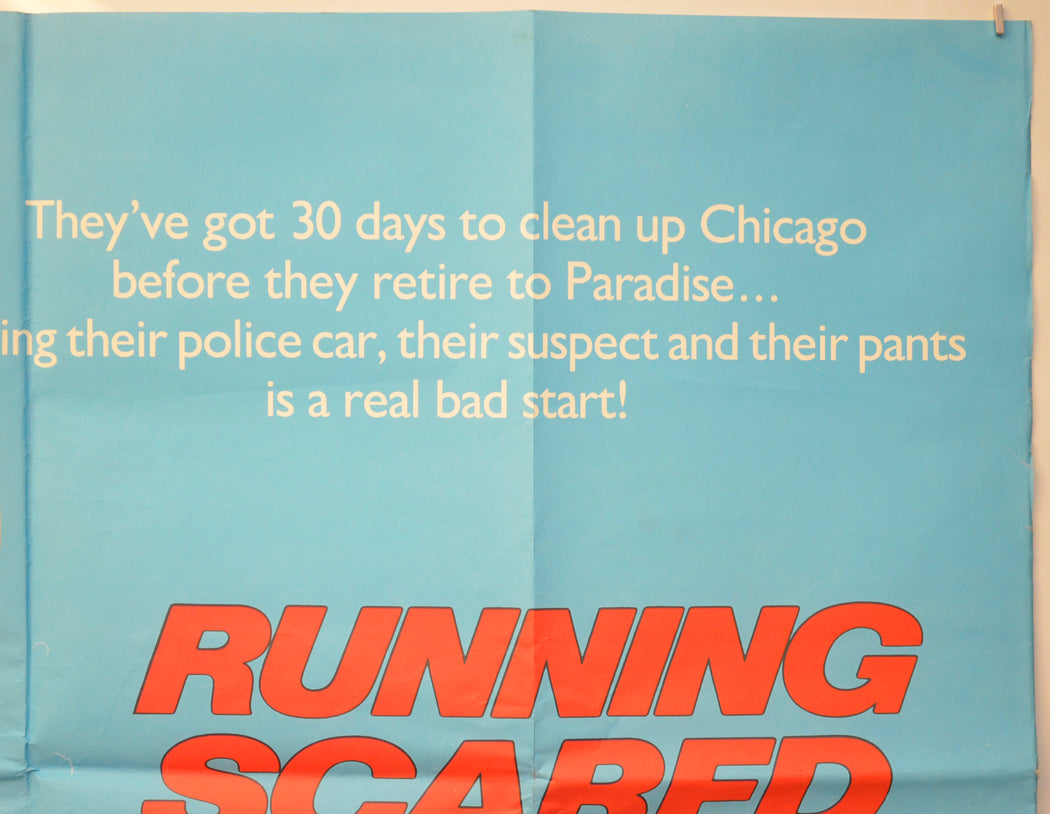 They've got 30 days to clean up Chicago
before they retire to Paradise...
ing their police car, their suspect and their pants
is a real bad start!
RUNNING
SCARED